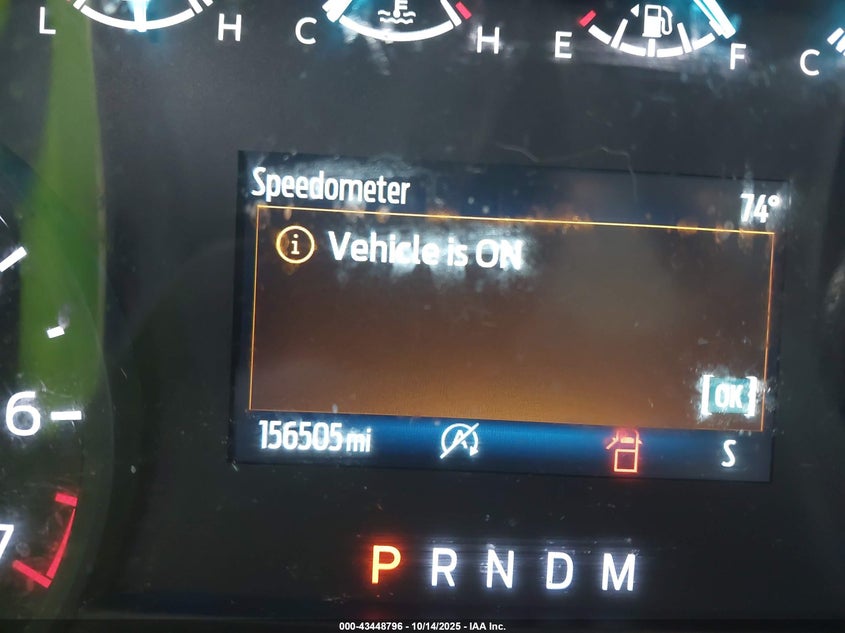 L H C H E F C
Speedometer 74°
i Vehicle is ON
[OK]
6
156505 mi A S
7
P R N D M
000-43448796 - 10/14/2025 - IAA Inc.